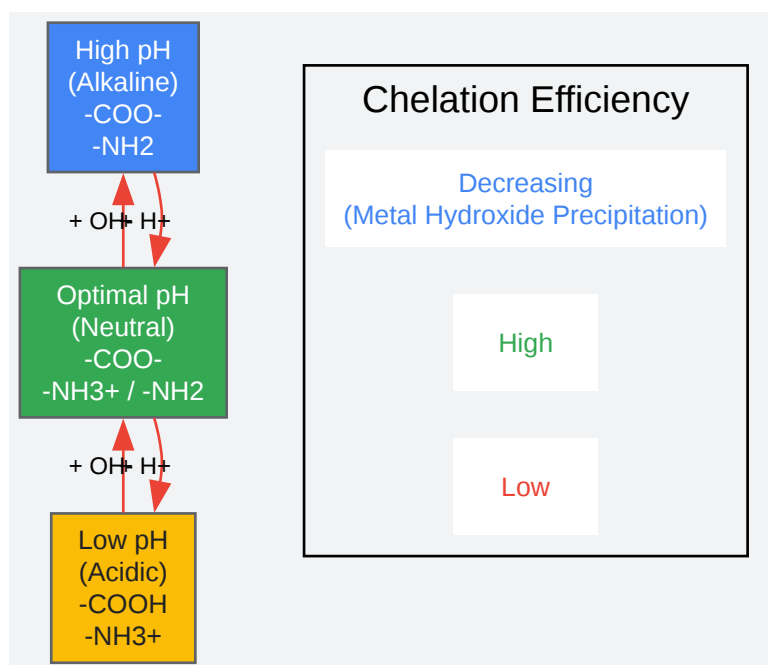 High pH
(Alkaline)
-COO-
-NH2
+ OH-
+ H+
Optimal pH
(Neutral)
-COO-
-NH3+ / -NH2
+ OH-
+ H+
Low pH
(Acidic)
-COOH
-NH3+
Chelation Efficiency
Decreasing
(Metal Hydroxide Precipitation)
High
Low